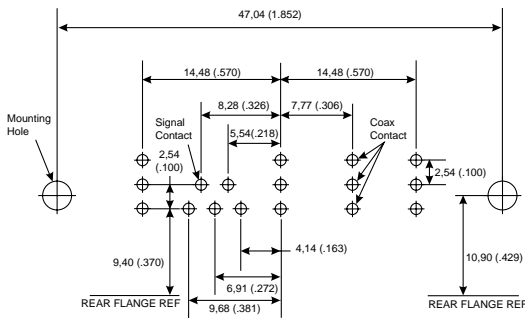 47,04 (1.852)
14,48 (.570)
14,48 (.570)
8,28 (.326)
7,77 (.306)
Mounting
Hole
Signal
Contact
Coax
Contact
5,54(.218)
2,54
(.100)
2,54 (.100)
4,14 (.163)
9,40 (.370)
10,90 (.429)
6,91 (.272)
REAR FLANGE REF
REAR FLANGE REF
9,68 (.381)